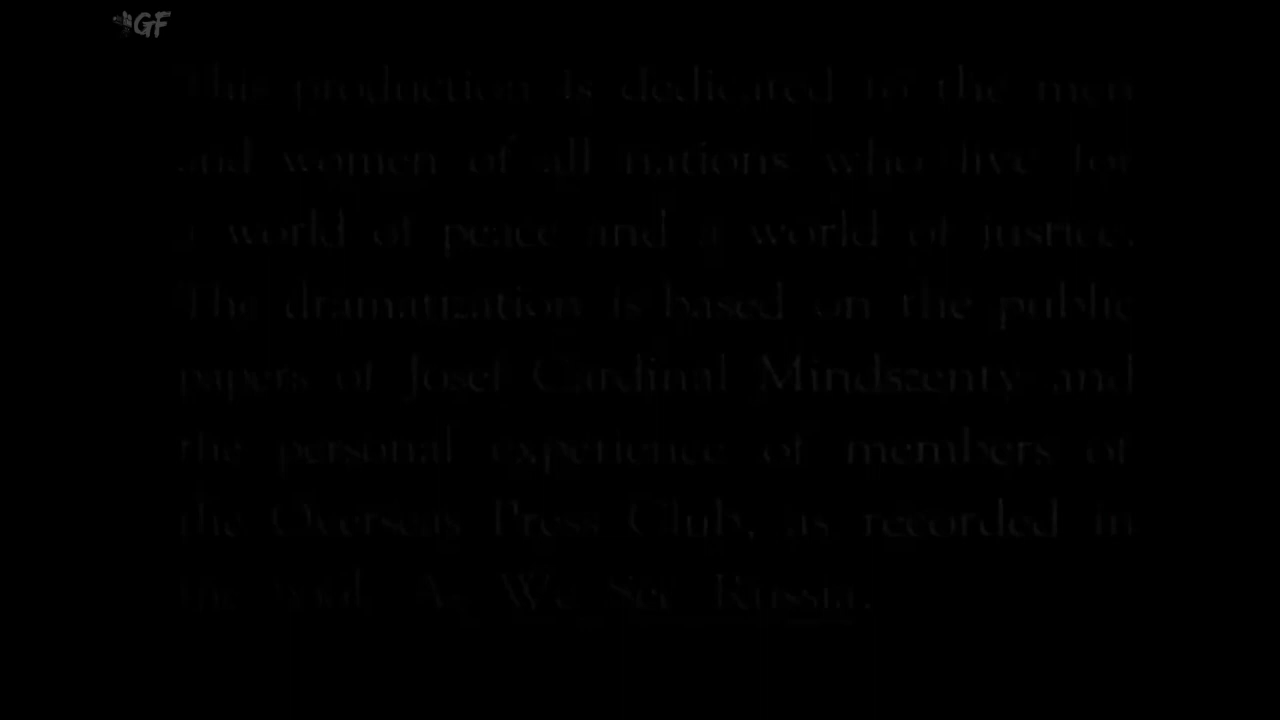 GF
This production is dedicated to the men
and women of all nations who live for
a world of peace and a world of justice.
The dramatization is based on the public
papers of Josef Cardinal Mindszenty and
the personal experience of members of
the Overseas Press Club, as recorded in
the book As We See Russia.